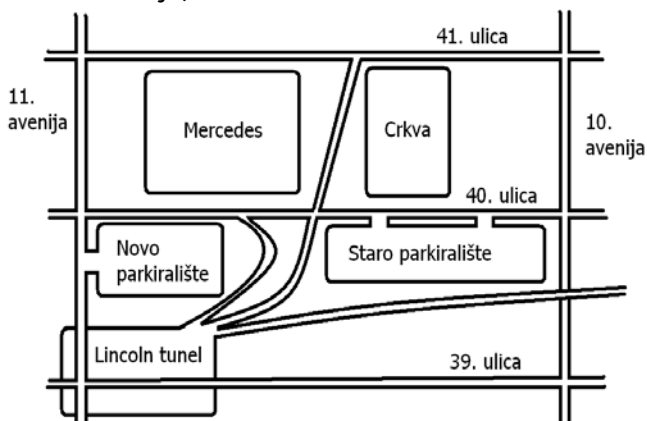 41. ulica
11.
avenija
Mercedes
Crkva
10.
avenija
40. ulica
Novo
parkiralište
Staro parkiralište
Lincoln tunel
39. ulica